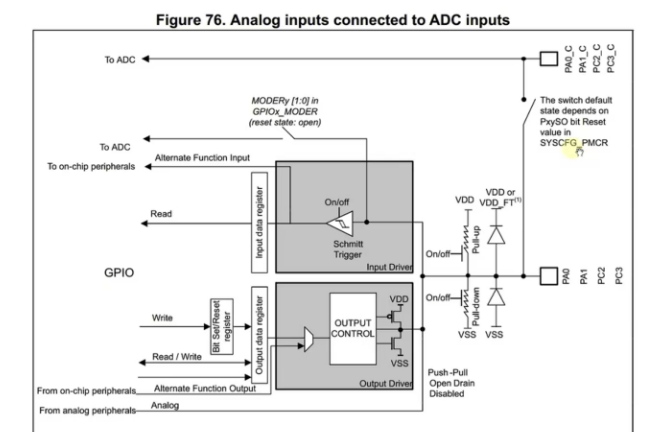 Figure 76. Analog inputs connected to ADC inputs
To ADC
PA0_C
PA1_C
PC2_C
PC3_C
MODERy [1:0] in
GPIOx_MODER
(reset state: open)
The switch default
state depends on
PxySO bit Reset
value in
SYSCFG_PMCR
To ADC
Alternate Function Input
To on-chip peripherals
Input data register
On/off
VDD
VDD or
VDD_FT(1)
Read
Schmitt
Trigger
Pull-up
On/off
Input Driver
GPIO
PA0
PA1
PC2
PC3
Write
Bit Set/Reset
register
Output data register
OUTPUT
CONTROL
VDD
On/off
Pull-down
VSS
VSS
Read / Write
VSS
Push-Pull
Open Drain
Disabled
From on-chip peripherals
Alternate Function Output
Output Driver
From analog peripherals
Analog